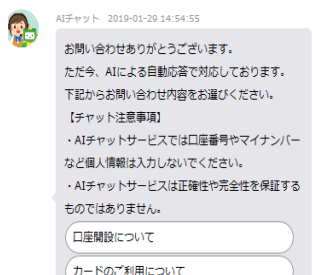 AIチャット 2019-01-29 14:54:55
お問い合わせありがとうございます。
ただ今、AIによる自動応答で対応しております。
下記からお問い合わせ内容をお選びください。
【チャット注意事項】
・AIチャットサービスでは口座番号やマイナンバー
など個人情報は入力しないでください。
・AIチャットサービスは正確性や完全性を保証する
ものではありません。
口座開設について
カードのご利用について